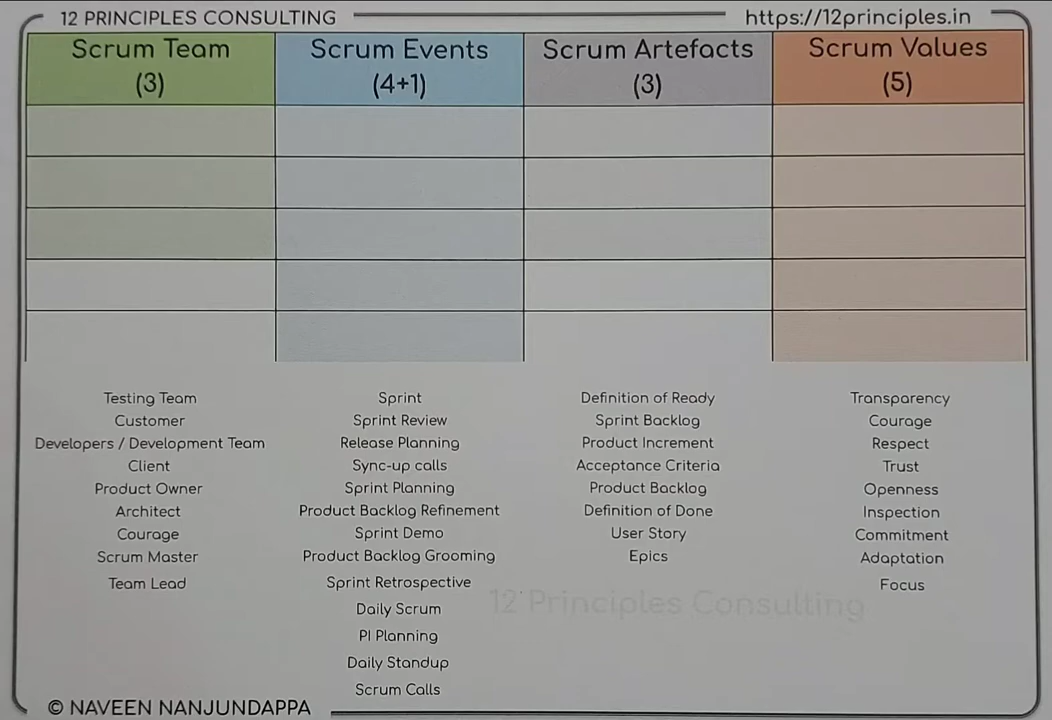 12 PRINCIPLES CONSULTING
https://12principles.in
Scrum Team
(3)
Scrum Events
(4+1)
Scrum Artefacts
(3)
Scrum Values
(5)
Testing Team
Customer
Developers / Development Team
Client
Product Owner
Architect
Courage
Scrum Master
Team Lead
Sprint
Sprint Review
Release Planning
Sync-up calls
Sprint Planning
Product Backlog Refinement
Sprint Demo
Product Backlog Grooming
Sprint Retrospective
Daily Scrum
PI Planning
Daily Standup
Scrum Calls
Definition of Ready
Sprint Backlog
Product Increment
Acceptance Criteria
Product Backlog
Definition of Done
User Story
Epics
Transparency
Courage
Respect
Trust
Openness
Inspection
Commitment
Adaptation
Focus
12 Principles Consulting
© NAVEEN NANJUNDAPPA